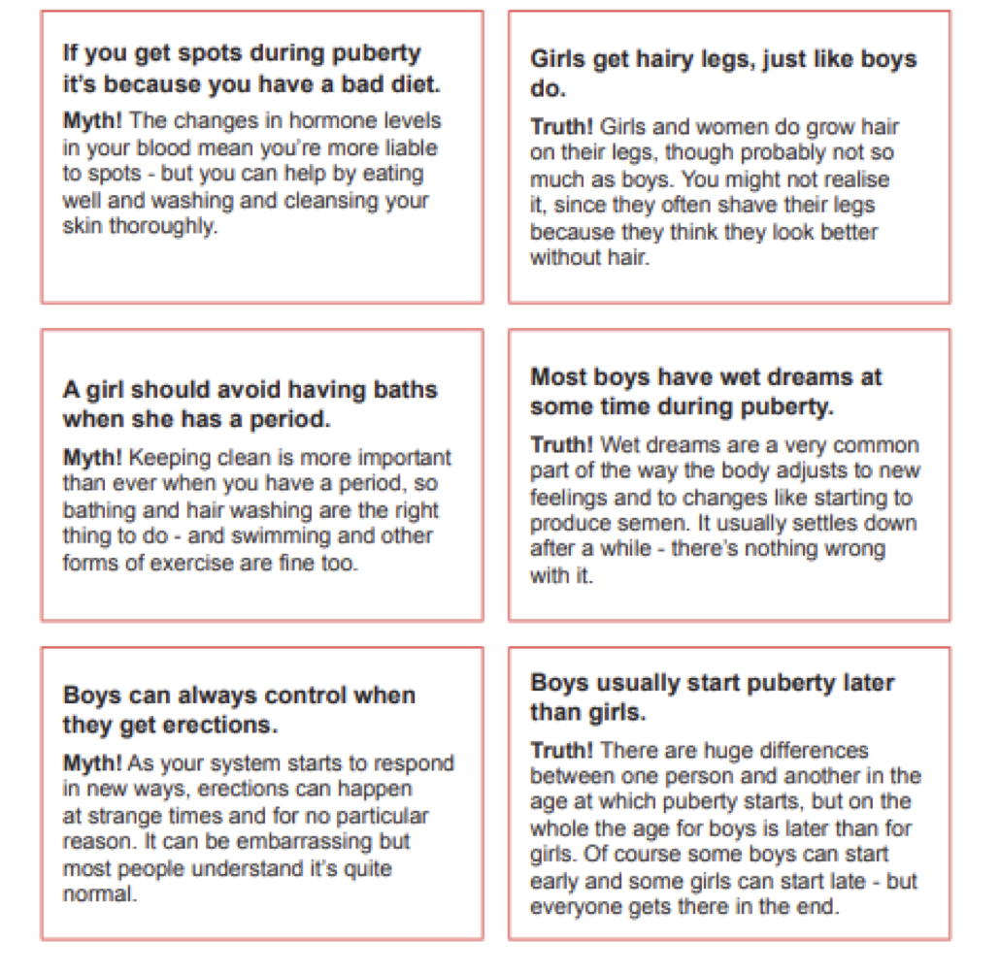 If you get spots during puberty
it's because you have a bad diet.
Myth! The changes in hormone levels
in your blood mean you're more liable
to spots - but you can help by eating
well and washing and cleansing your
skin thoroughly.
Girls get hairy legs, just like boys
do.
Truth! Girls and women do grow hair
on their legs, though probably not so
much as boys. You might not realise
it, since they often shave their legs
because they think they look better
without hair.
A girl should avoid having baths
when she has a period.
Myth! Keeping clean is more important
than ever when you have a period, so
bathing and hair washing are the right
thing to do - and swimming and other
forms of exercise are fine too.
Most boys have wet dreams at
some time during puberty.
Truth! Wet dreams are a very common
part of the way the body adjusts to new
feelings and to changes like starting to
produce semen. It usually settles down
after a while - there's nothing wrong
with it.
Boys can always control when
they get erections.
Myth! As your system starts to respond
in new ways, erections can happen
at strange times and for no particular
reason. It can be embarrassing but
most people understand it's quite
normal.
Boys usually start puberty later
than girls.
Truth! There are huge differences
between one person and another in the
age at which puberty starts, but on the
whole the age for boys is later than for
girls. Of course some boys can start
early and some girls can start late - but
everyone gets there in the end.